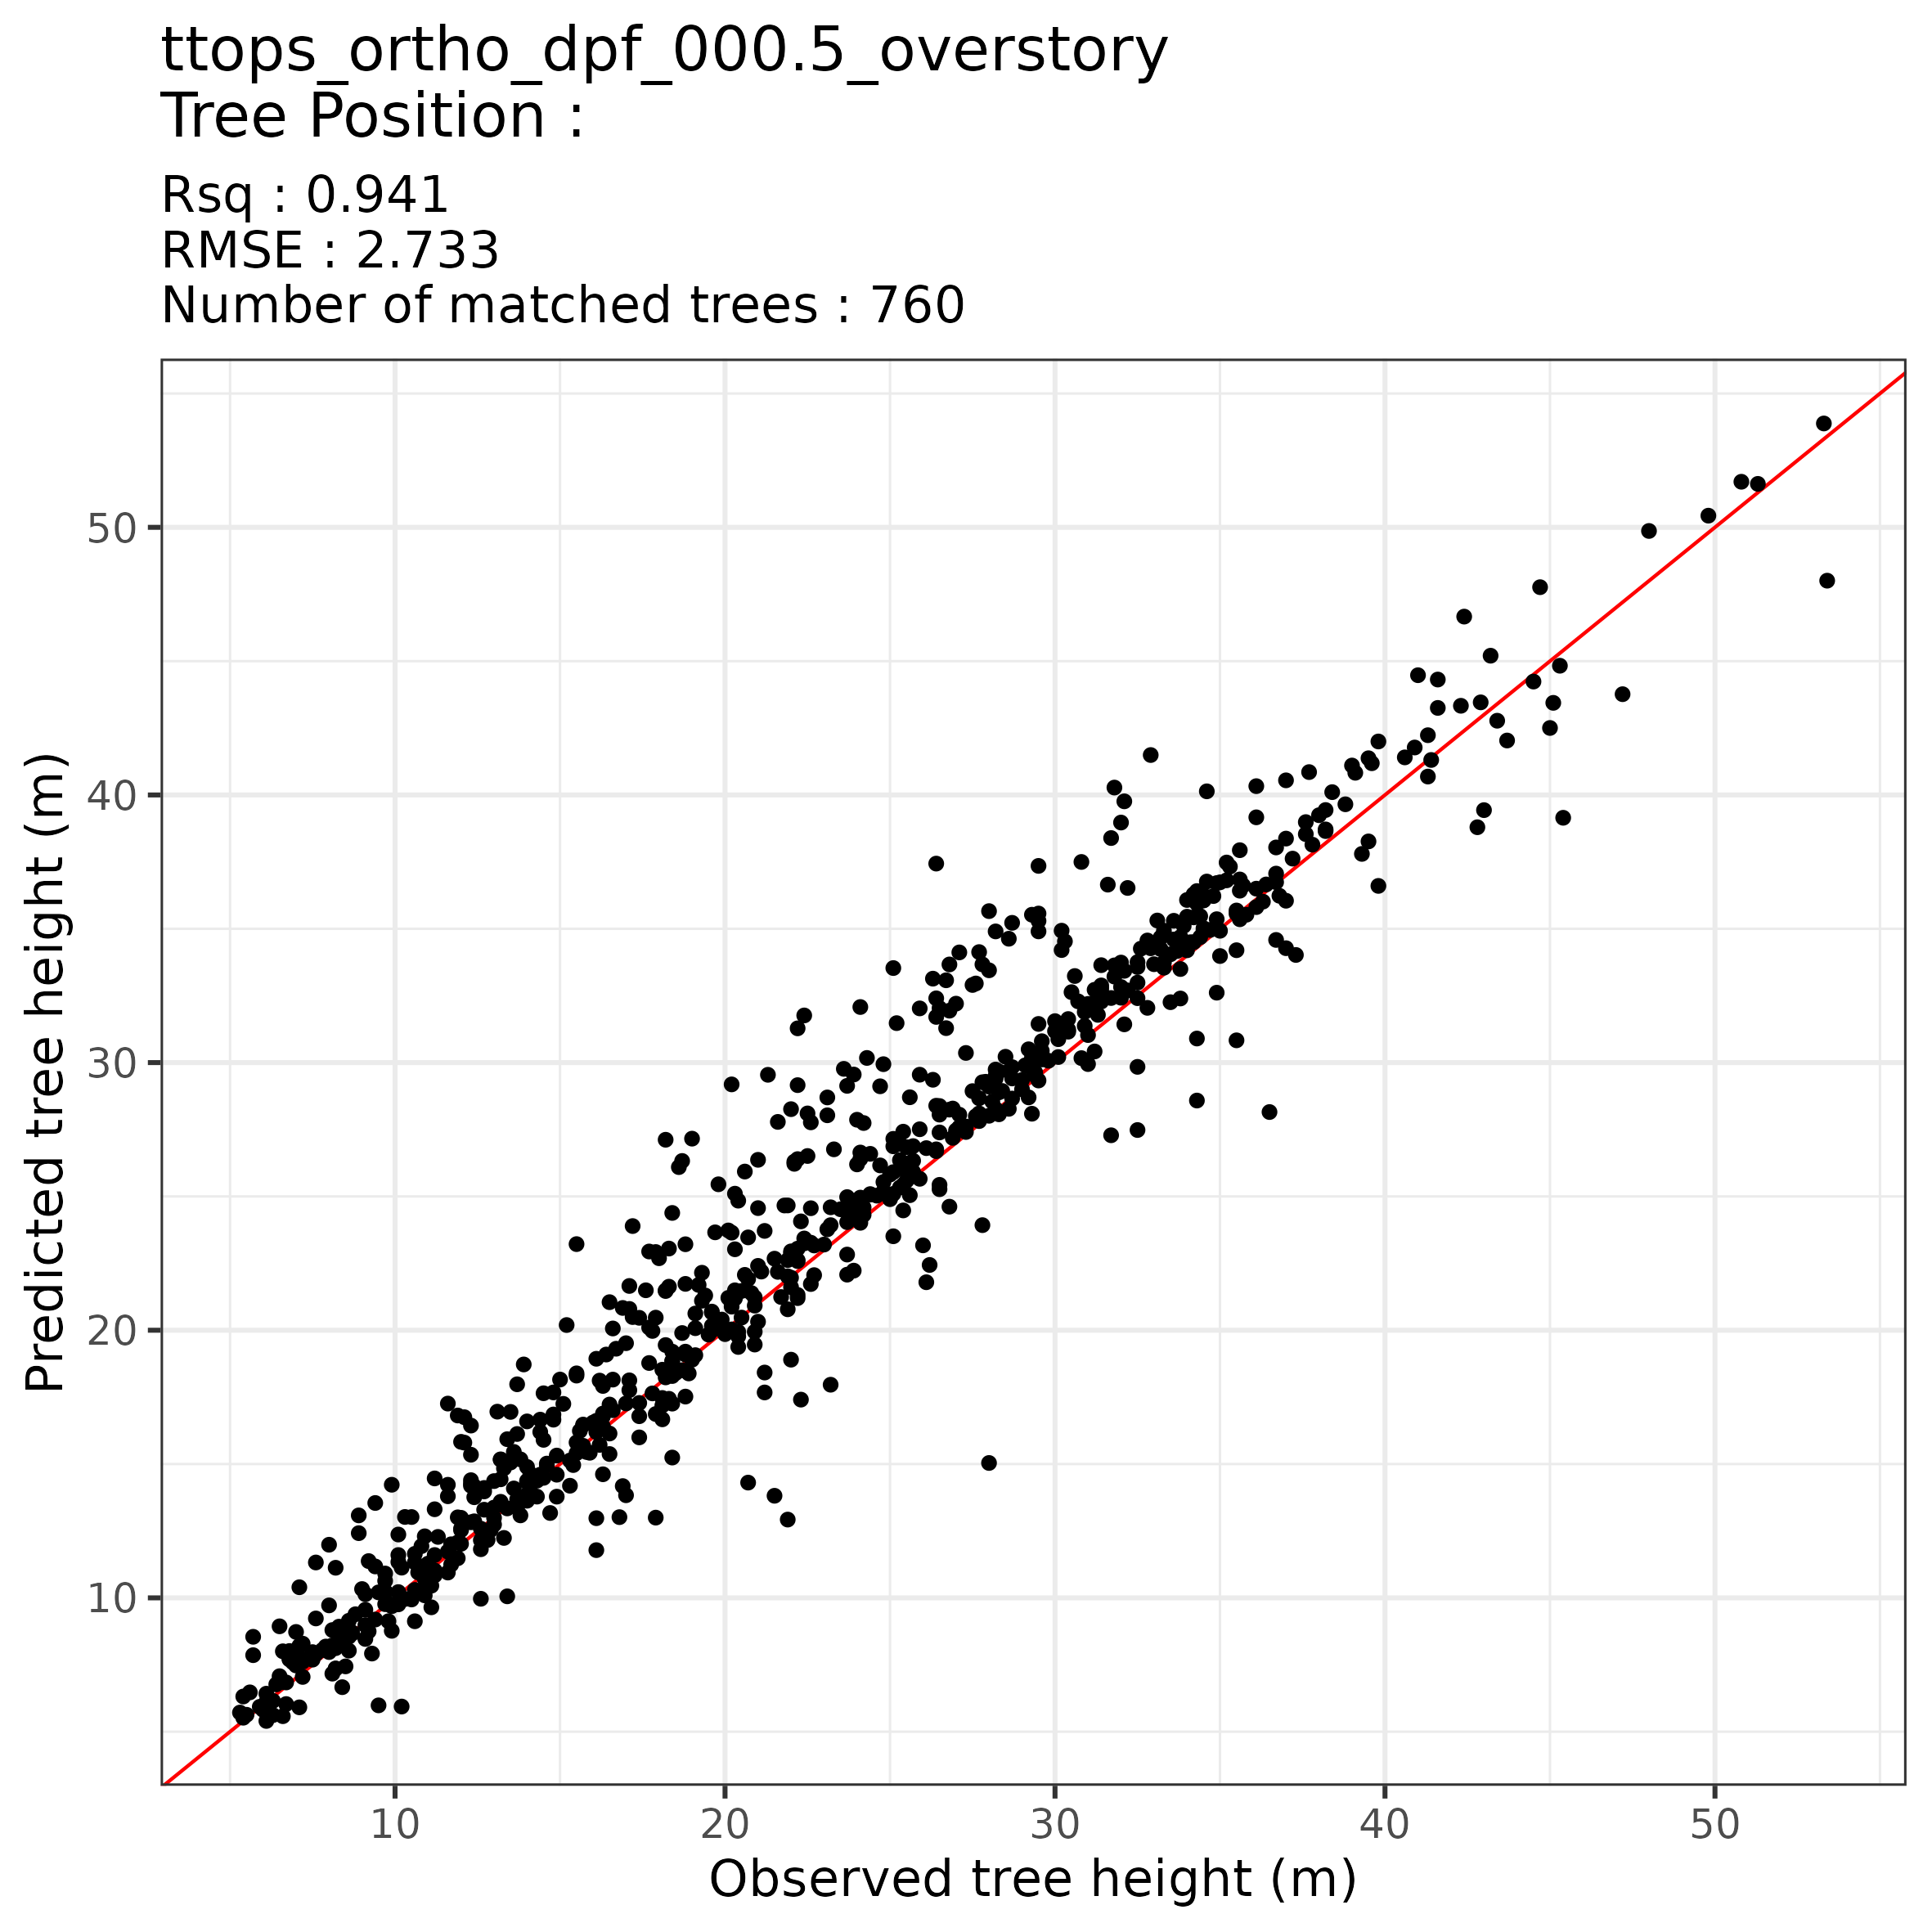 ttops_ortho_dpf_000.5_overstory
Tree Position :
Rsq : 0.941
RMSE : 2.733
Number of matched trees : 760
50
40
30
20
10
Predicted tree height (m)
10 20 30 40 50
Observed tree height (m)